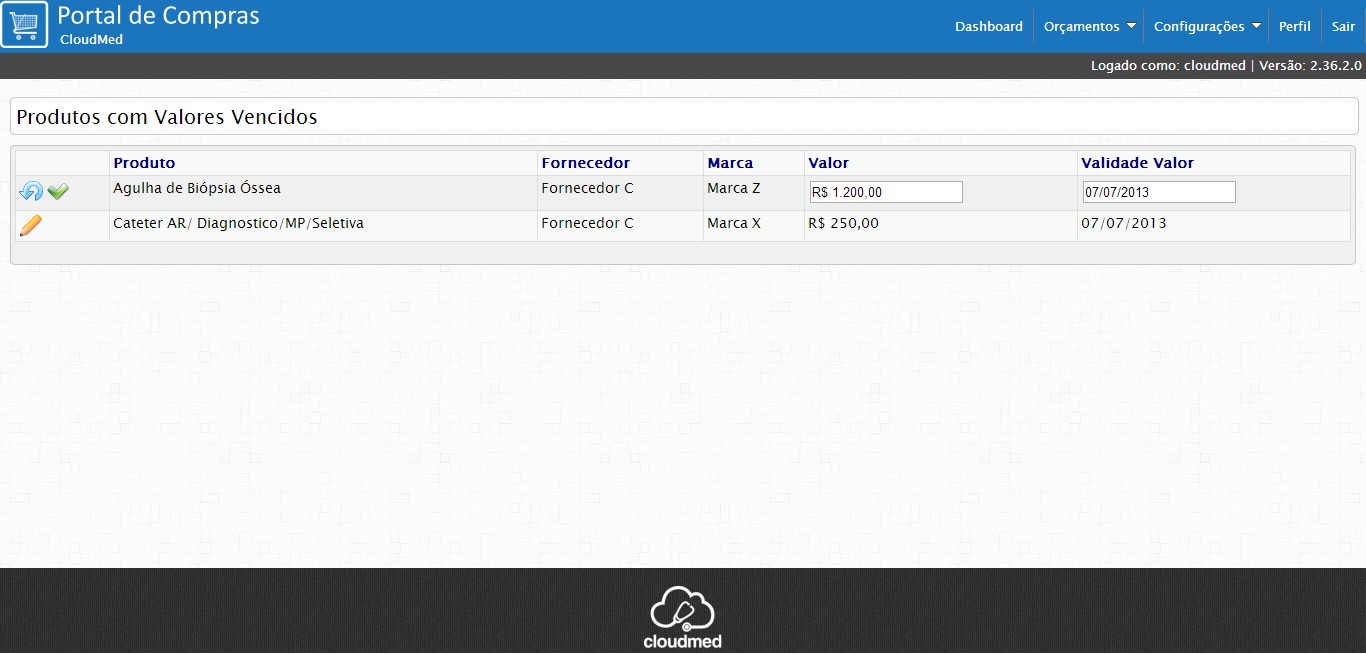 Portal de Compras
CloudMed
Dashboard Orçamentos Configurações Perfil Sair
Logado como: cloudmed | Versão: 2.36.2.0
Produtos com Valores Vencidos
Produto Fornecedor Marca Valor Validade Valor
Agulha de Biópsia Óssea Fornecedor C Marca Z R$ 1.200,00 07/07/2013
Cateter AR/ Diagnostico/MP/Seletiva Fornecedor C Marca X R$ 250,00 07/07/2013
cloudmed